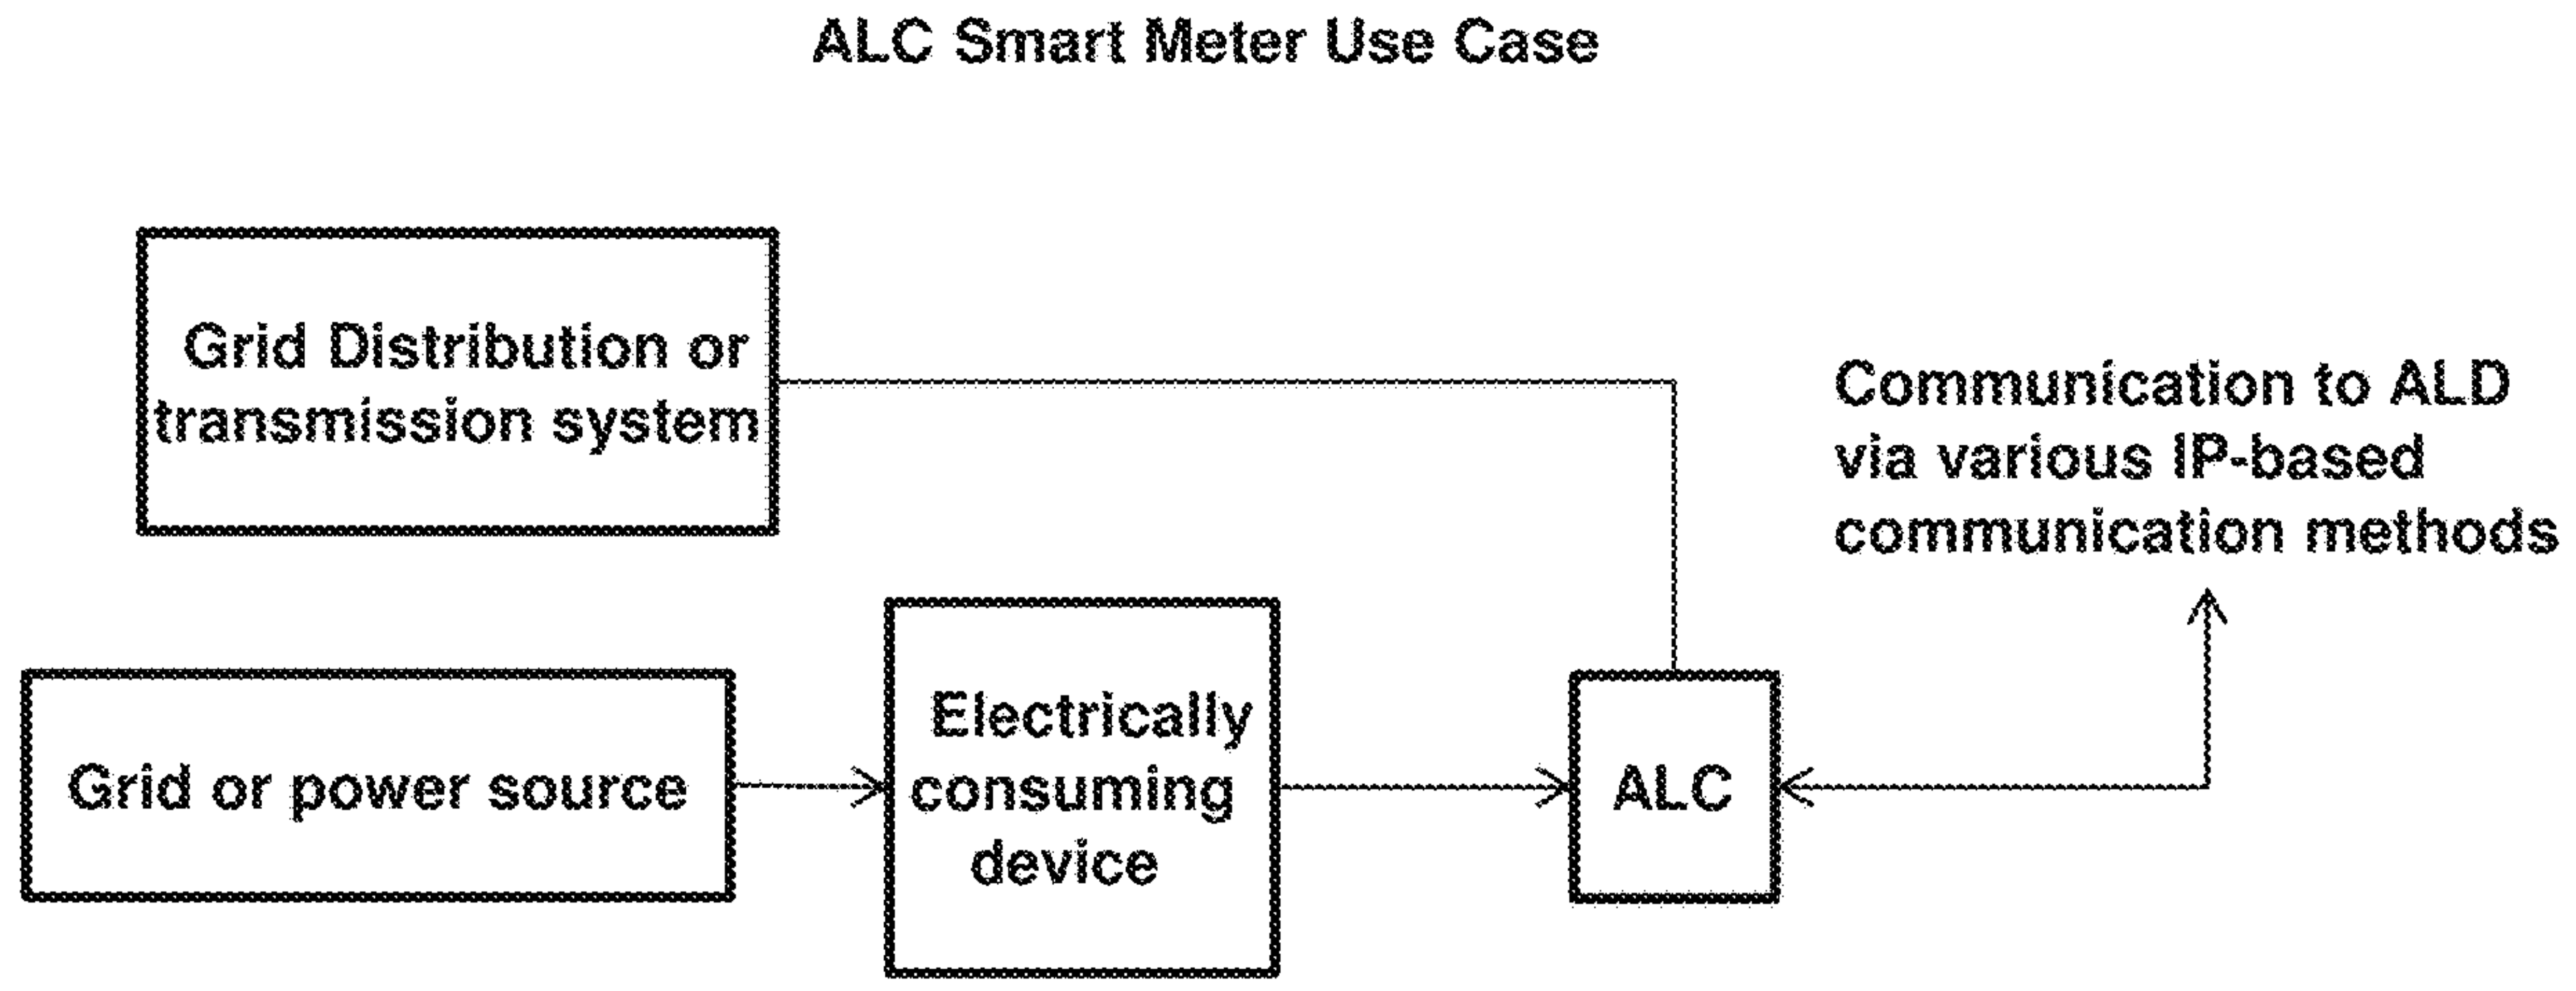 ALC Smart Meter Use Case
Grid Distribution or
transmission system
Communication to ALD
via various IP-based
communication methods
Grid or power source
Electrically
consuming
device
ALC